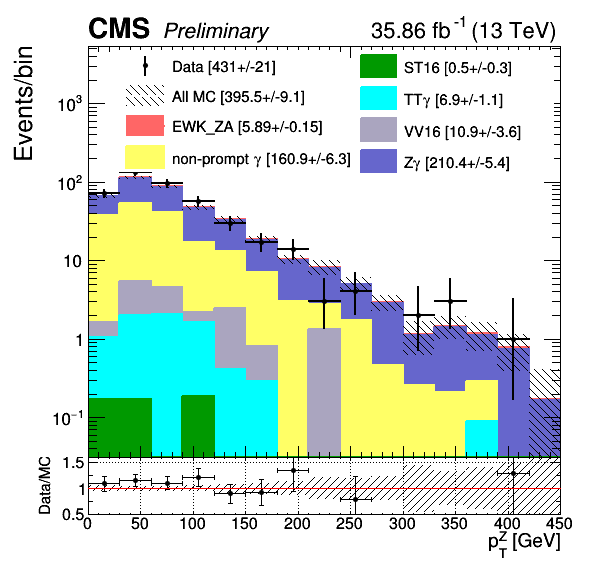 CMS Preliminary 35.86 fb⁻¹ (13 TeV)
Events/bin
Data [431+/-21]
All MC [395.5+/-9.1]
EWK_ZA [5.89+/-0.15]
non-prompt γ [160.9+/-6.3]
ST16 [0.5+/-0.3]
TTγ [6.9+/-1.1]
VV16 [10.9+/-3.6]
Zγ [210.4+/-5.4]
10³
10²
10
1
10⁻¹
Data/MC
1.5
1
0.5
0 50 100 150 200 250 300 350 400 450
p_T^Z [GeV]